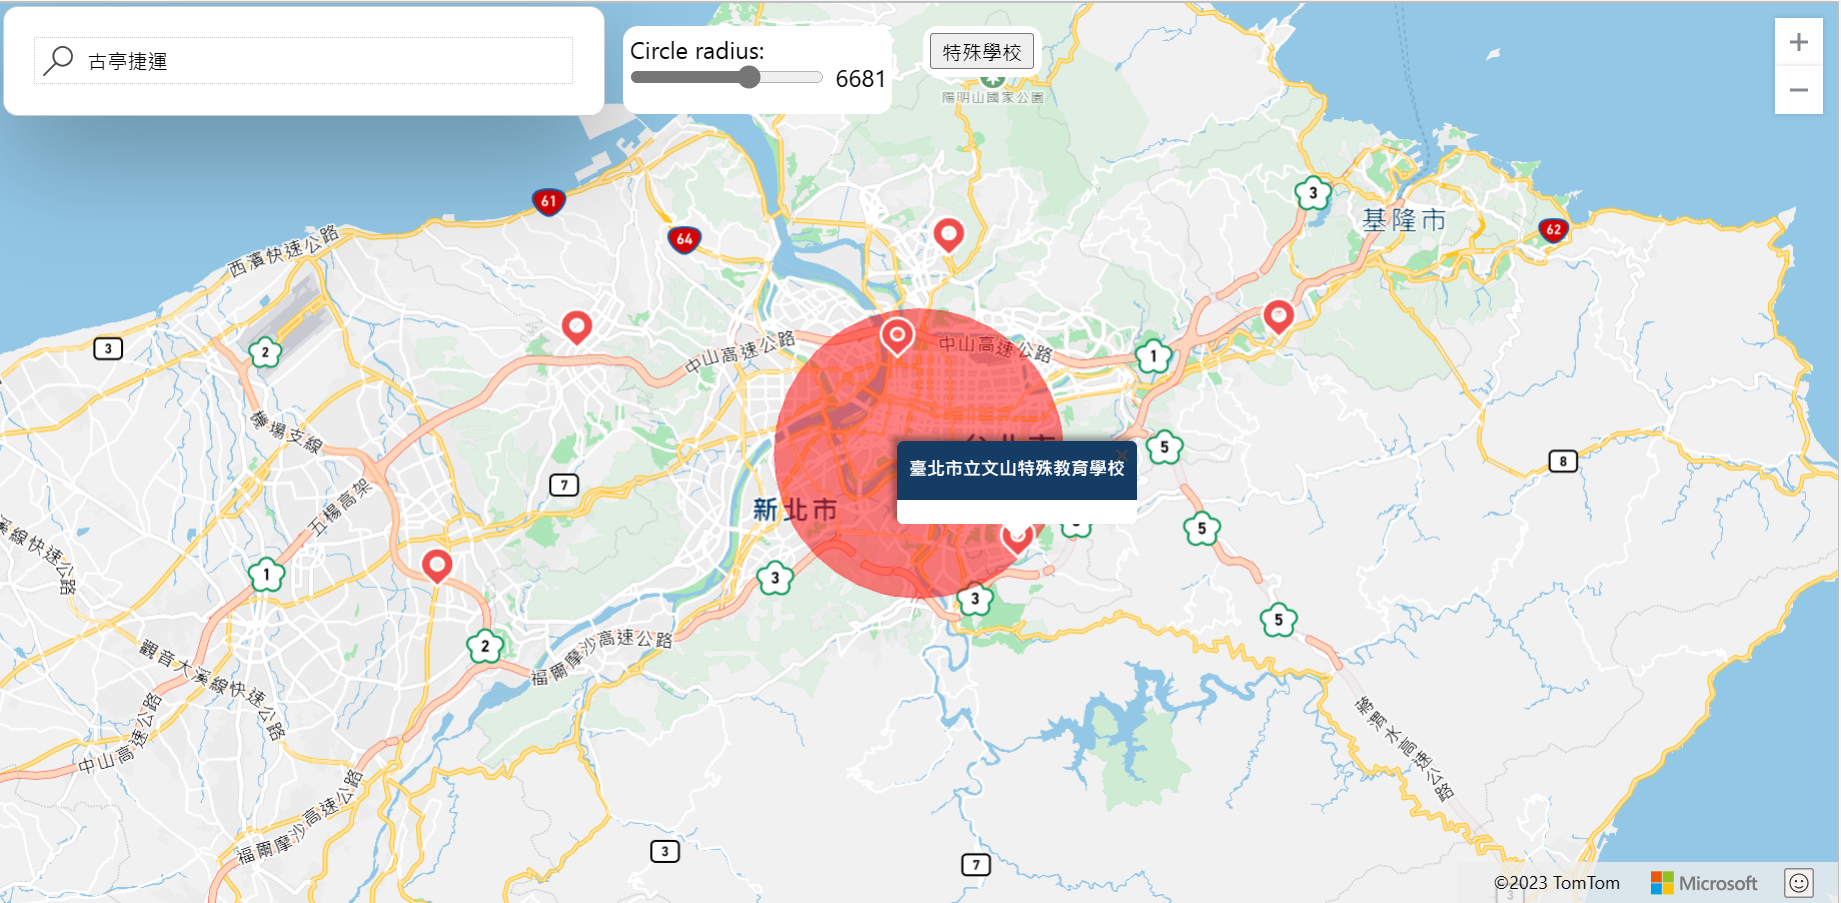 古亭捷運
Circle radius:
6681
特殊學校
陽明山國家公園
+
−
61
64
3
基隆市
62
西濱快速公路
3
2
中山高速公路
中山高速公路
1
機場支線
5
台北市
臺北市立文山特殊教育學校
×
8
7
新北市
五楊高架
5
1
3
3
5
2
觀音大溪線快速公路
福爾摩沙高速公路
中山高速公路
蔣渭水高速公路
福爾摩沙高速公路
3
7
©2023 TomTom
Microsoft
3